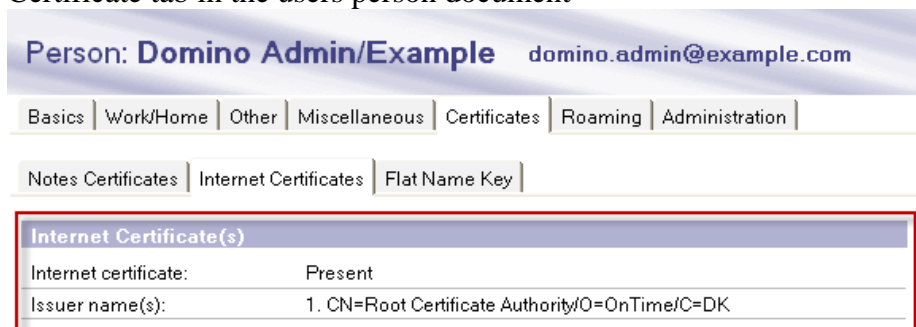 Certificate tab in the users person document
Person: Domino Admin/Example domino.admin@example.com
Basics Work/Home Other Miscellaneous Certificates Roaming Administration
Notes Certificates Internet Certificates Flat Name Key
Internet Certificate(s)
Internet certificate: Present
Issuer name(s): 1. CN=Root Certificate Authority/O=OnTime/C=DK